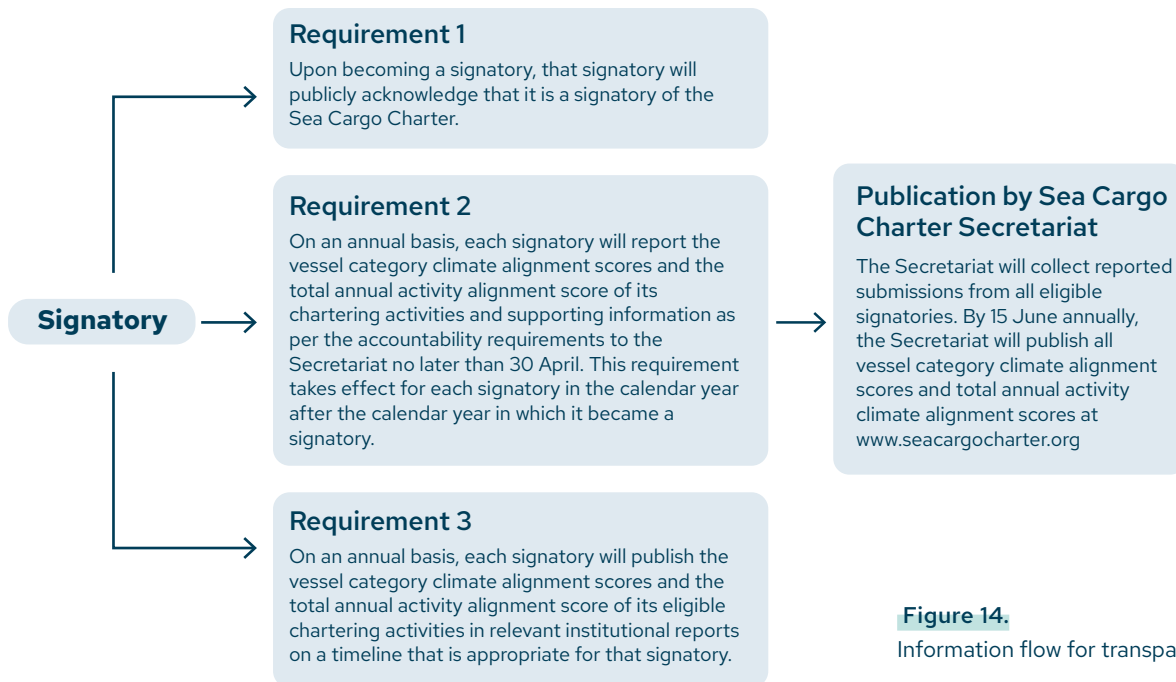 Requirement 1
Upon becoming a signatory, that signatory will
publicly acknowledge that it is a signatory of the
Sea Cargo Charter.
Signatory
Requirement 2
On an annual basis, each signatory will report the
vessel category climate alignment scores and the
total annual activity alignment score of its
chartering activities and supporting information as
per the accountability requirements to the
Secretariat no later than 30 April. This requirement
takes effect for each signatory in the calendar year
after the calendar year in which it became a
signatory.
Publication by Sea Cargo
Charter Secretariat
The Secretariat will collect reported
submissions from all eligible
signatories. By 15 June annually,
the Secretariat will publish all
vessel category climate alignment
scores and total annual activity
climate alignment scores at
www.seacargocharter.org
Requirement 3
On an annual basis, each signatory will publish the
vessel category climate alignment scores and the
total annual activity alignment score of its eligible
chartering activities in relevant institutional reports
on a timeline that is appropriate for that signatory.
Figure 14.
Information flow for transpa